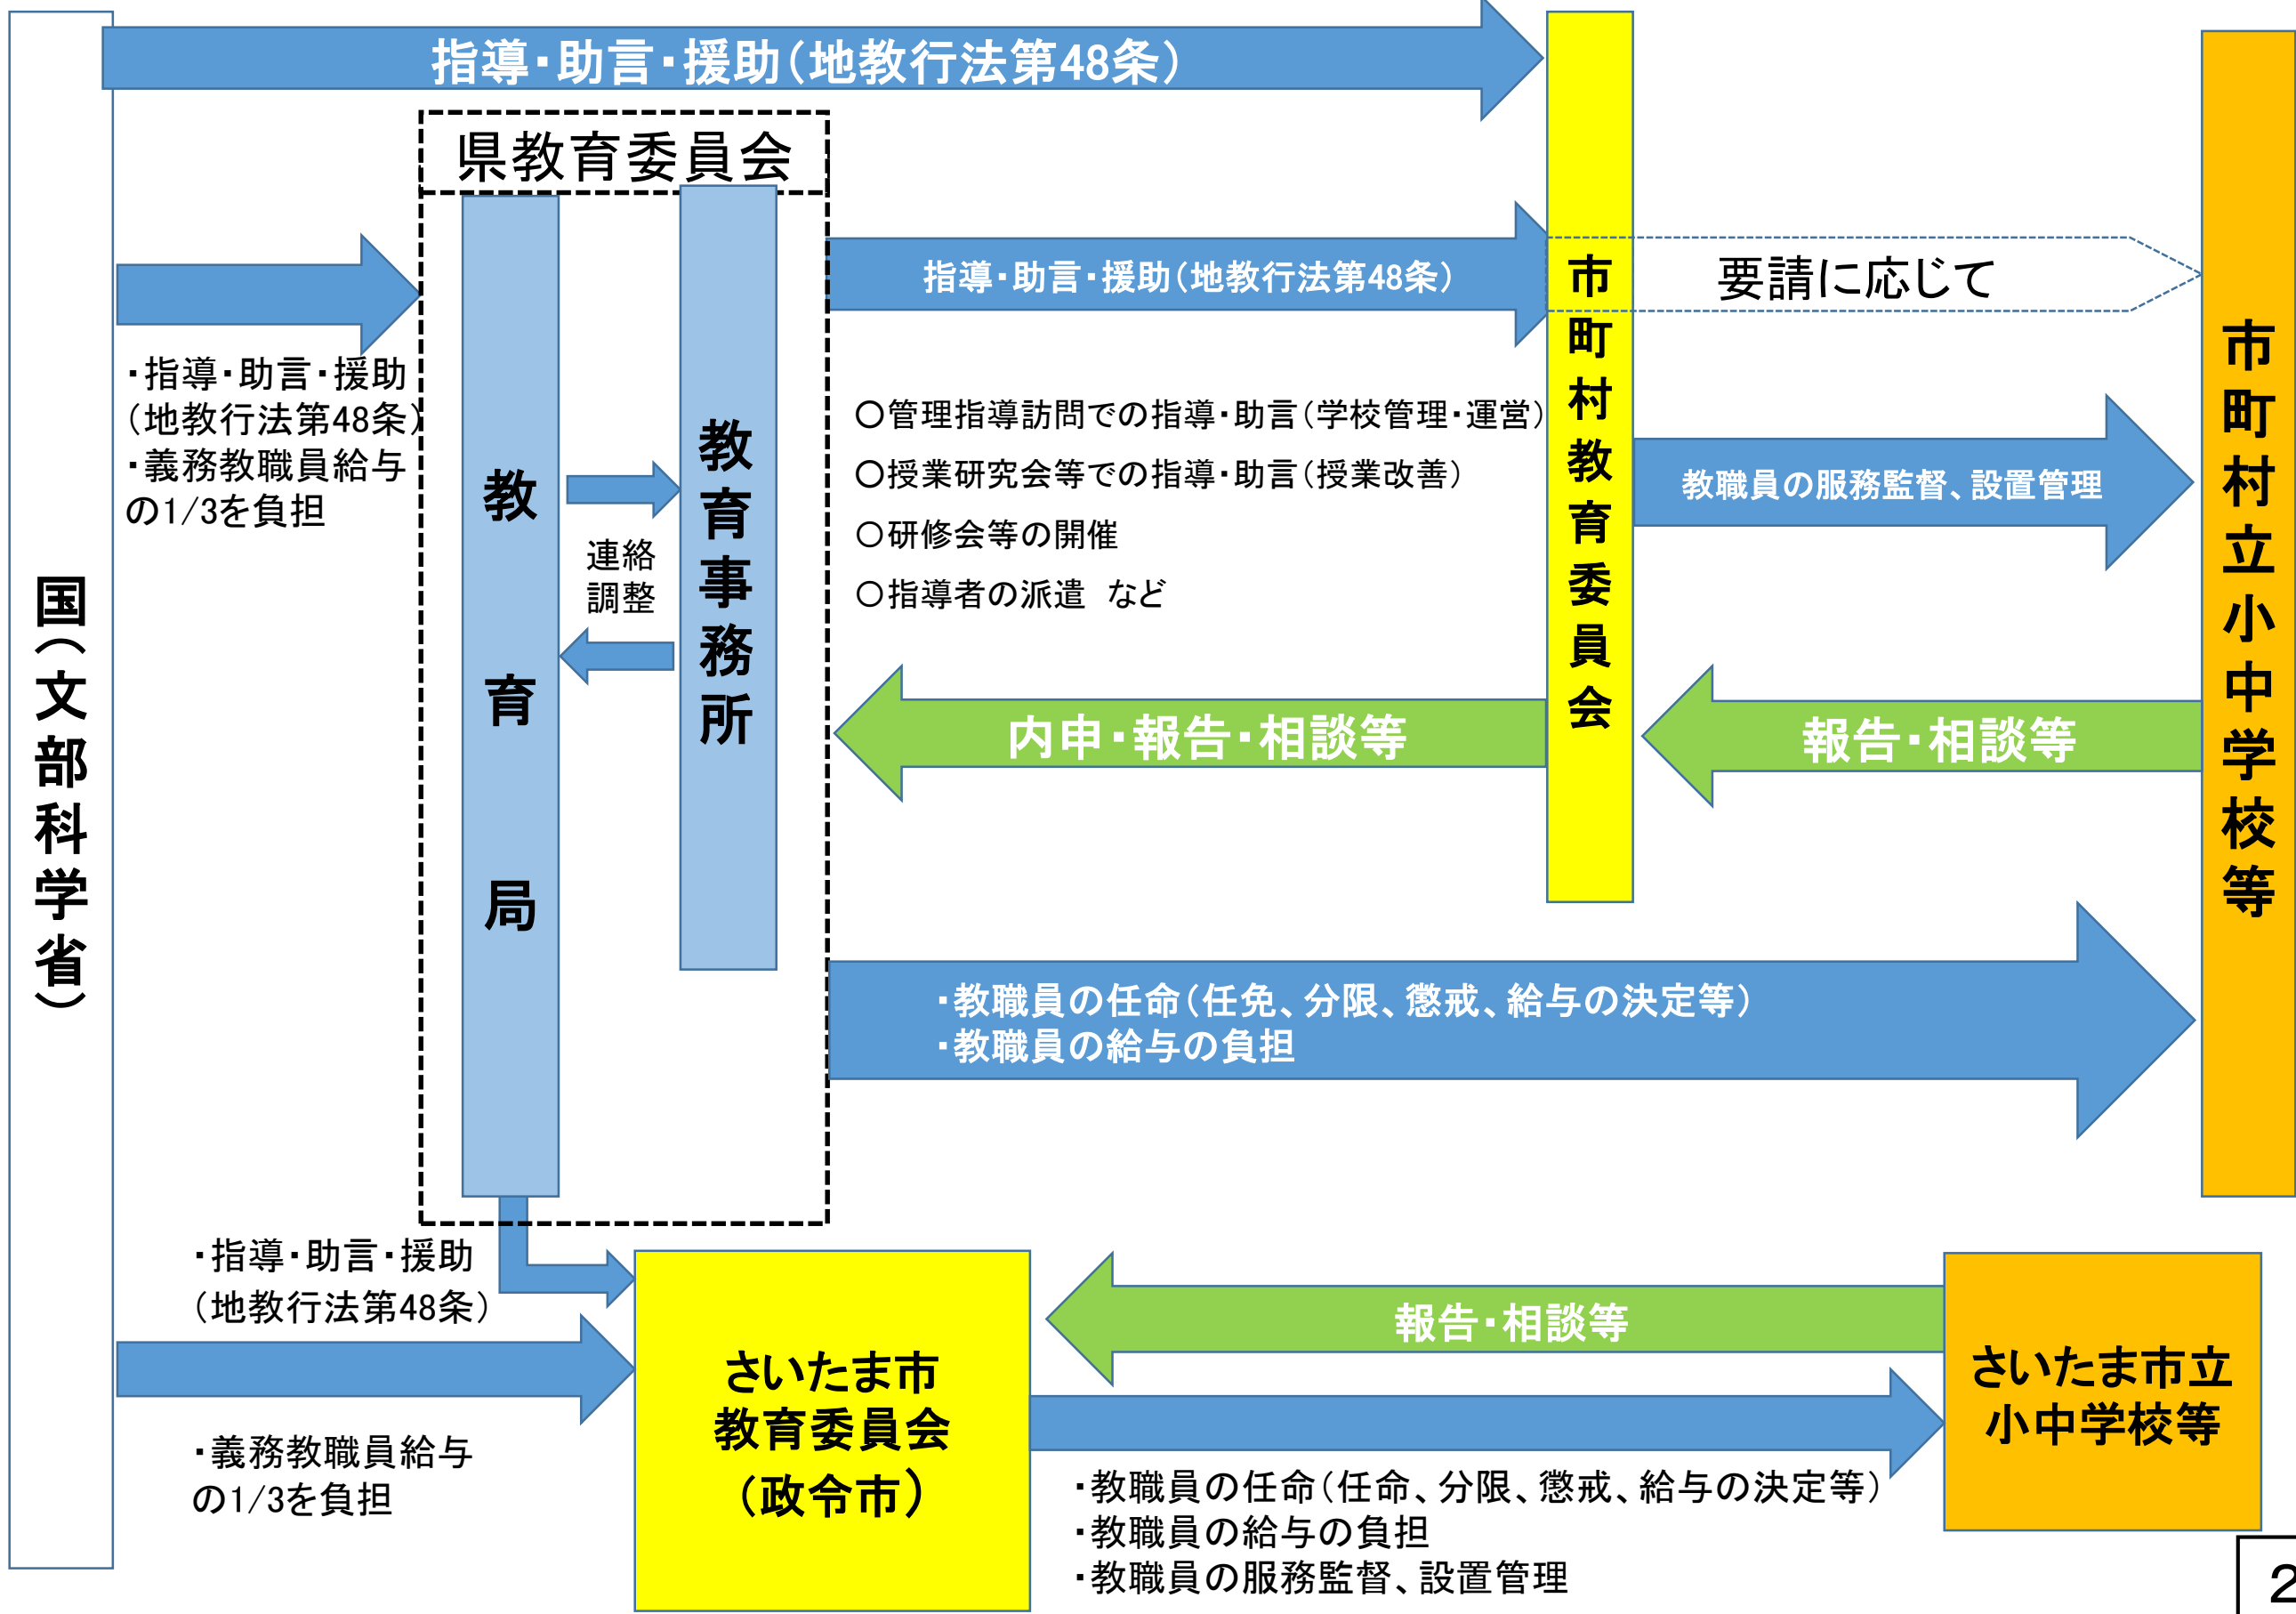 指導・助言・援助（地教行法第48条）
県教育委員会
国（文部科学省）
・指導・助言・援助
（地教行法第48条）
・義務教職員給与
の1/3を負担
教育局
連絡
調整
教育事務所
指導・助言・援助（地教行法第48条）
○管理指導訪問での指導・助言（学校管理・運営）
○授業研究会等での指導・助言（授業改善）
○研修会等の開催
○指導者の派遣　など
内申・報告・相談等
市町村教育委員会
要請に応じて
教職員の服務監督、設置管理
報告・相談等
市町村立小中学校等
・教職員の任命（任免、分限、懲戒、給与の決定等）
・教職員の給与の負担
・指導・助言・援助
（地教行法第48条）
・義務教職員給与
の1/3を負担
さいたま市
教育委員会
（政令市）
報告・相談等
・教職員の任命（任命、分限、懲戒、給与の決定等）
・教職員の給与の負担
・教職員の服務監督、設置管理
さいたま市立
小中学校等
2